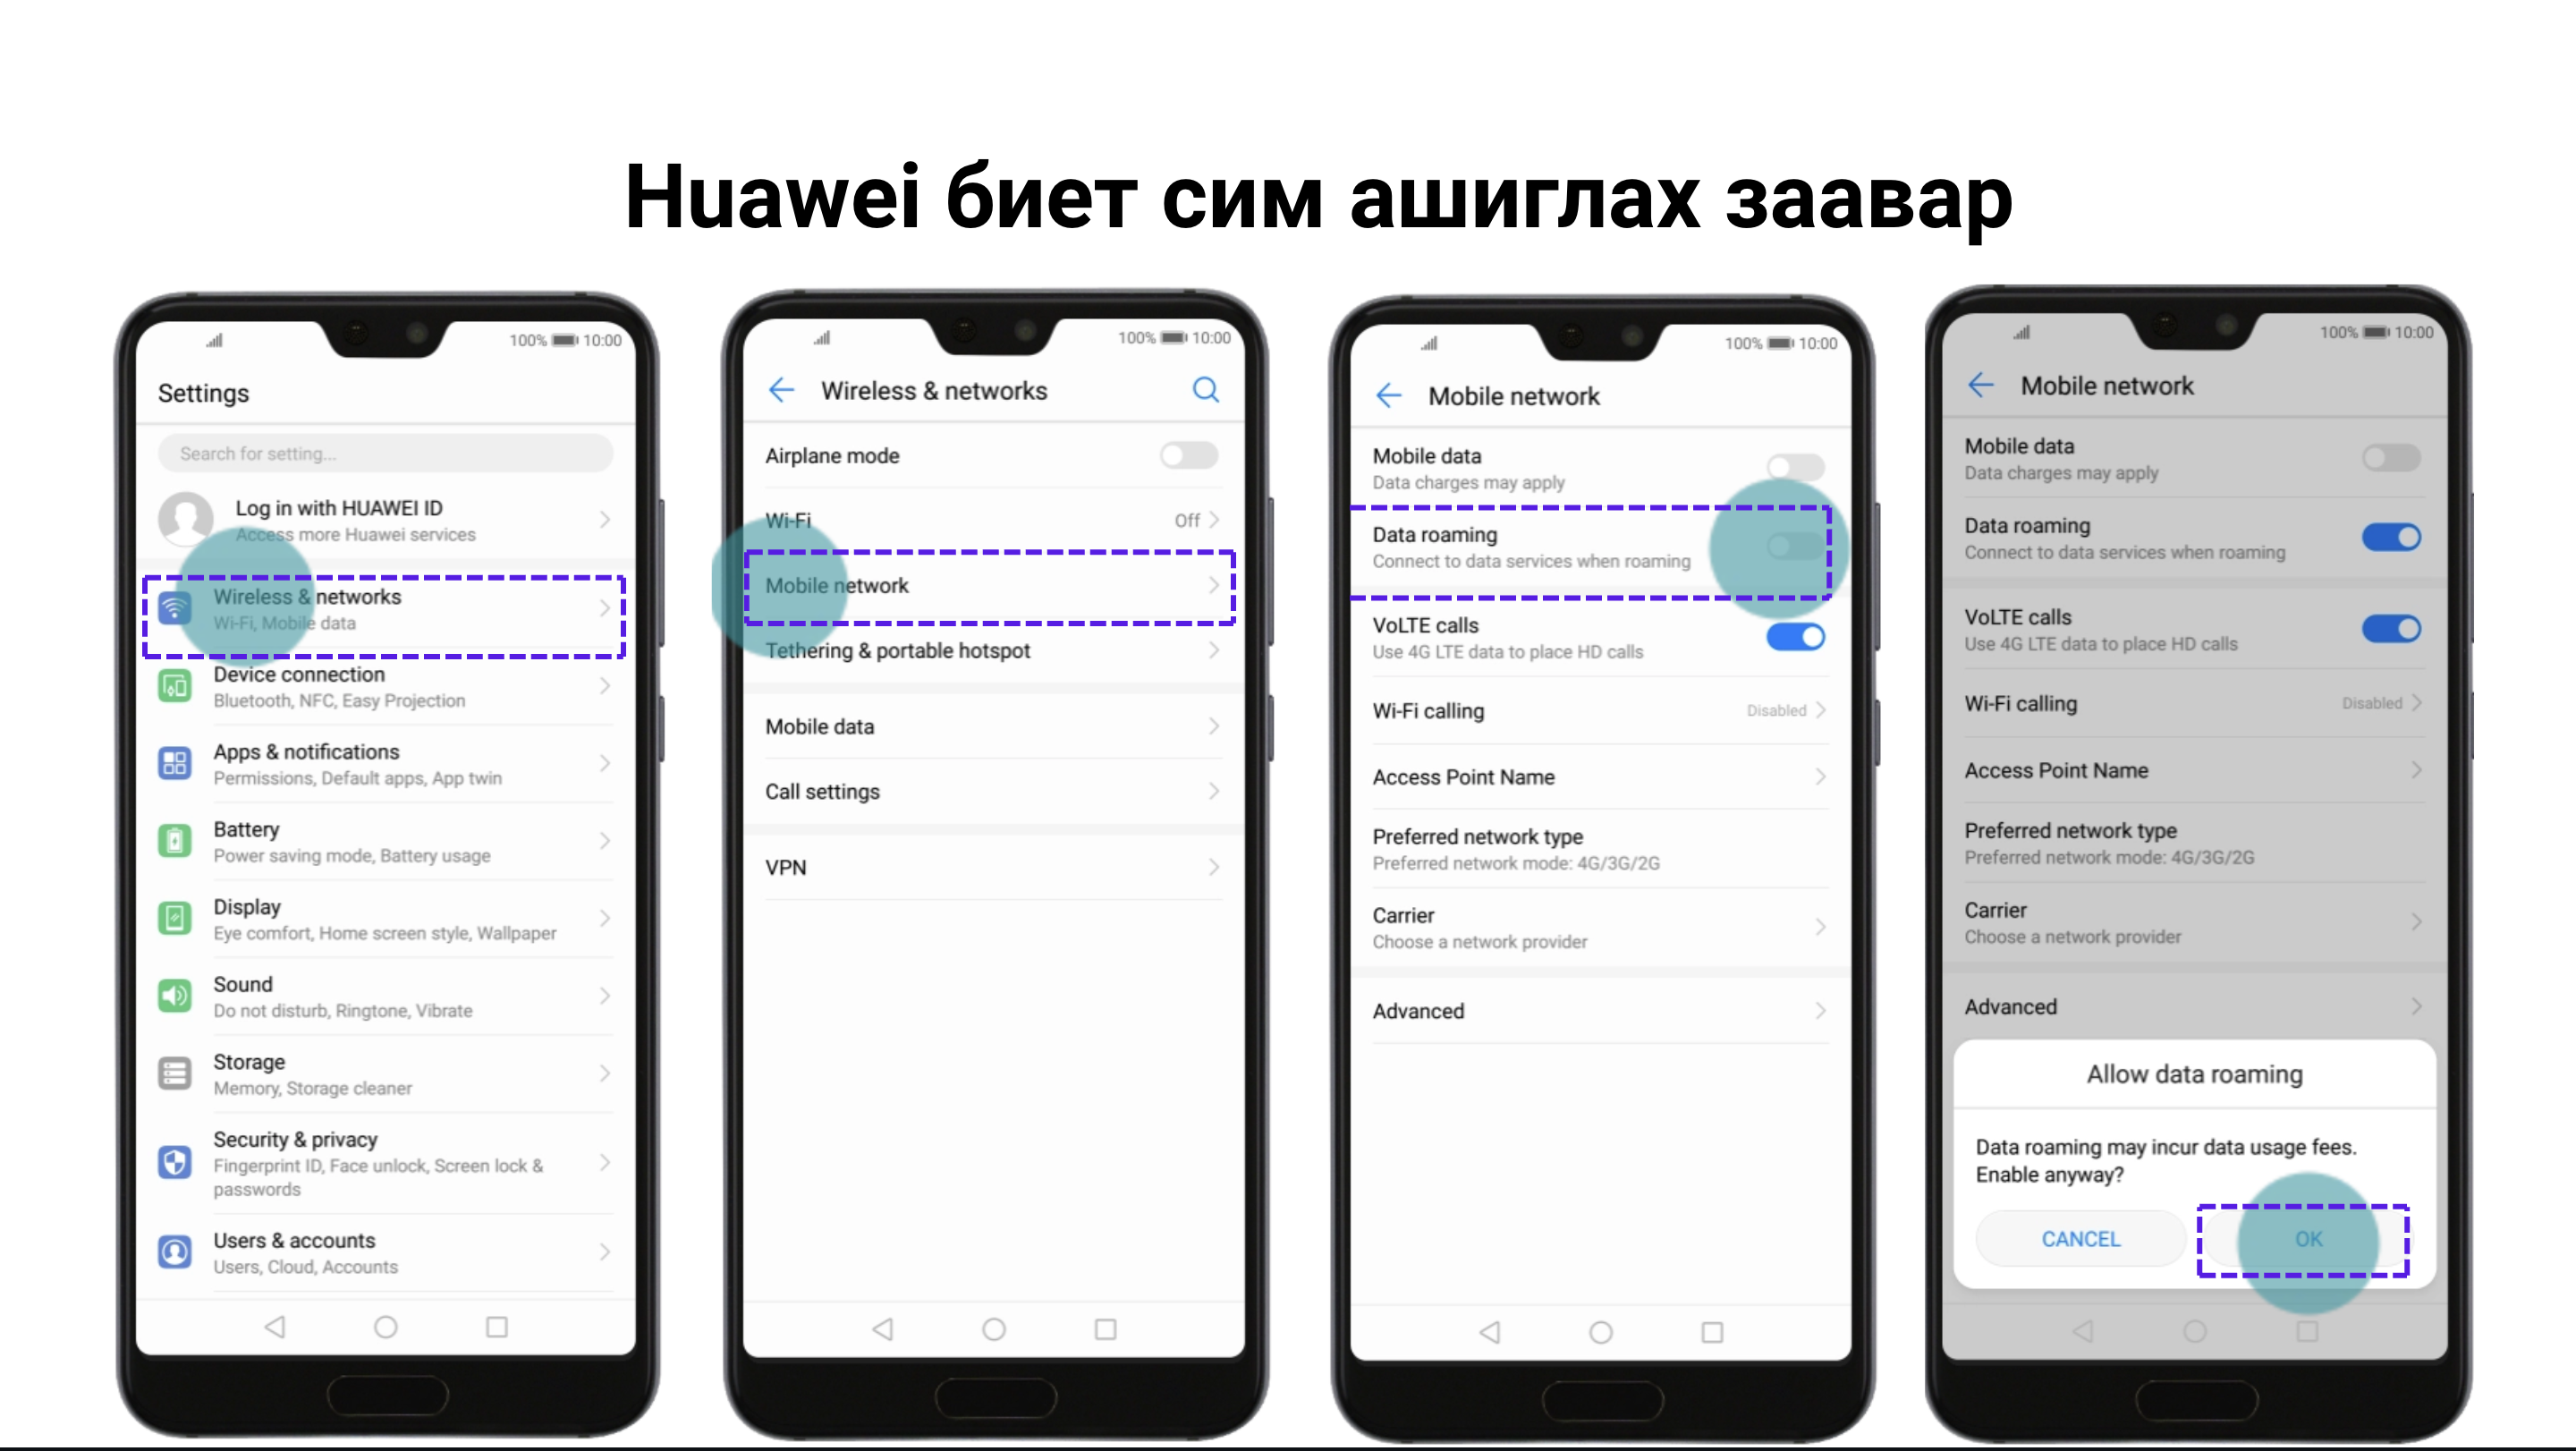 Huawei биет сим ашиглах заавар
100% 10:00
Settings
Search for setting...
Log in with HUAWEI ID
Access more Huawei services
Wireless & networks
Wi-Fi, Mobile data
Device connection
Bluetooth, NFC, Easy Projection
Apps & notifications
Permissions, Default apps, App twin
Battery
Power saving mode, Battery usage
Display
Eye comfort, Home screen style, Wallpaper
Sound
Do not disturb, Ringtone, Vibrate
Storage
Memory, Storage cleaner
Security & privacy
Fingerprint ID, Face unlock, Screen lock &
passwords
Users & accounts
Users, Cloud, Accounts
100% 10:00
Wireless & networks
Airplane mode
Wi-Fi Off
Mobile network
Tethering & portable hotspot
Mobile data
Call settings
VPN
100% 10:00
Mobile network
Mobile data
Data charges may apply
Data roaming
Connect to data services when roaming
VoLTE calls
Use 4G LTE data to place HD calls
Wi-Fi calling Disabled
Access Point Name
Preferred network type
Preferred network mode: 4G/3G/2G
Carrier
Choose a network provider
Advanced
100% 10:00
Mobile network
Mobile data
Data charges may apply
Data roaming
Connect to data services when roaming
VoLTE calls
Use 4G LTE data to place HD calls
Wi-Fi calling Disabled
Access Point Name
Preferred network type
Preferred network mode: 4G/3G/2G
Carrier
Choose a network provider
Advanced
Allow data roaming
Data roaming may incur data usage fees.
Enable anyway?
CANCEL OK